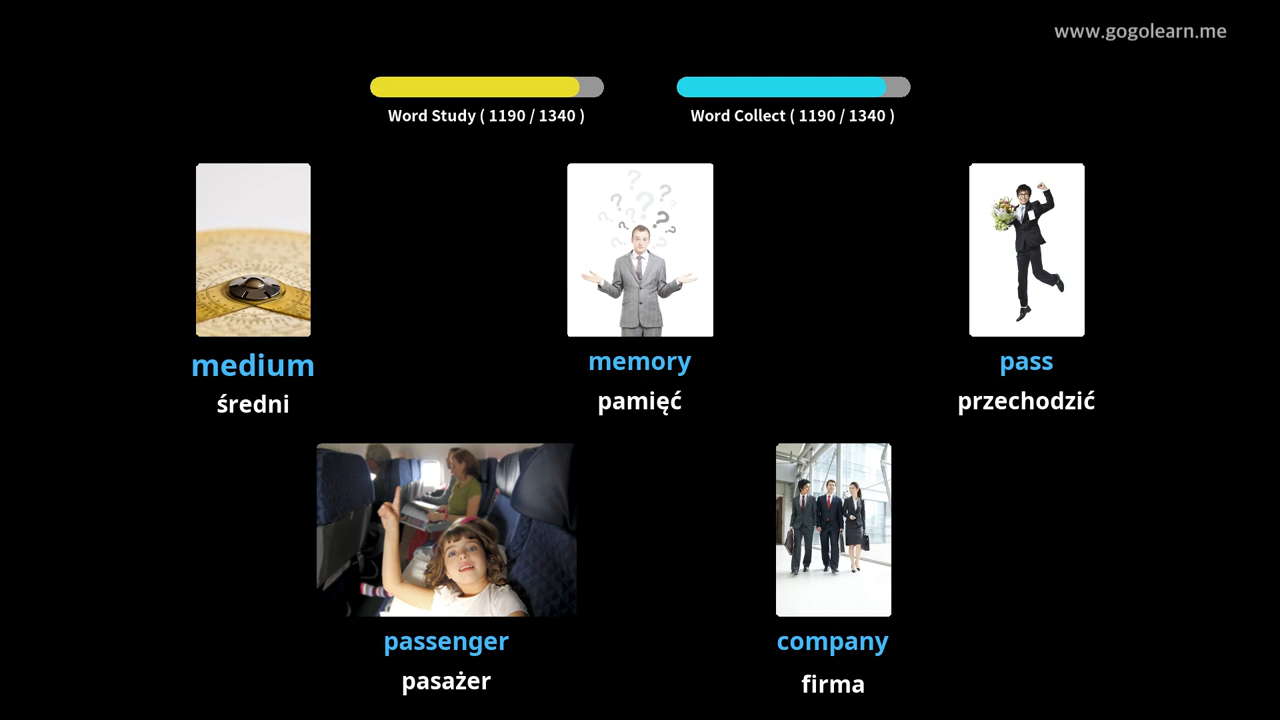 www.gogolearn.me
Word Study ( 1190 / 1340 )
Word Collect ( 1190 / 1340 )
medium
średni
memory
pamięć
pass
przechodzić
passenger
pasażer
company
firma